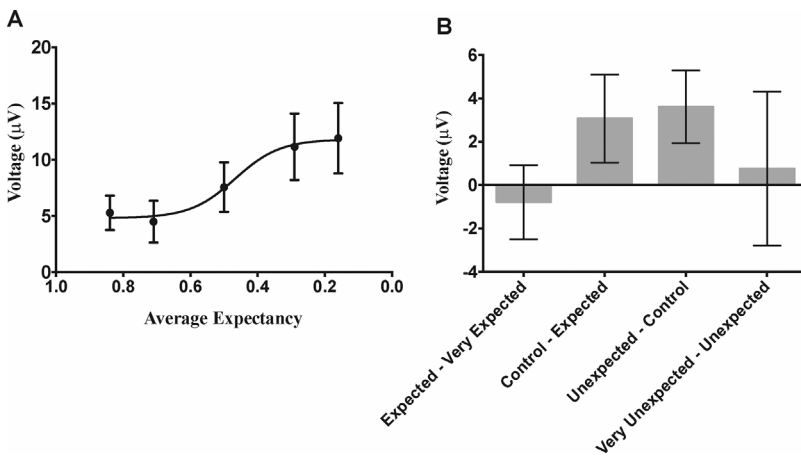 A
20
15
10
5
0
Voltage (µV)
1.0 0.8 0.6 0.4 0.2 0.0
Average Expectancy
B
6
4
2
0
-2
-4
Voltage (µV)
Expected - Very Expected
Control - Expected
Unexpected - Control
Very Unexpected - Unexpected